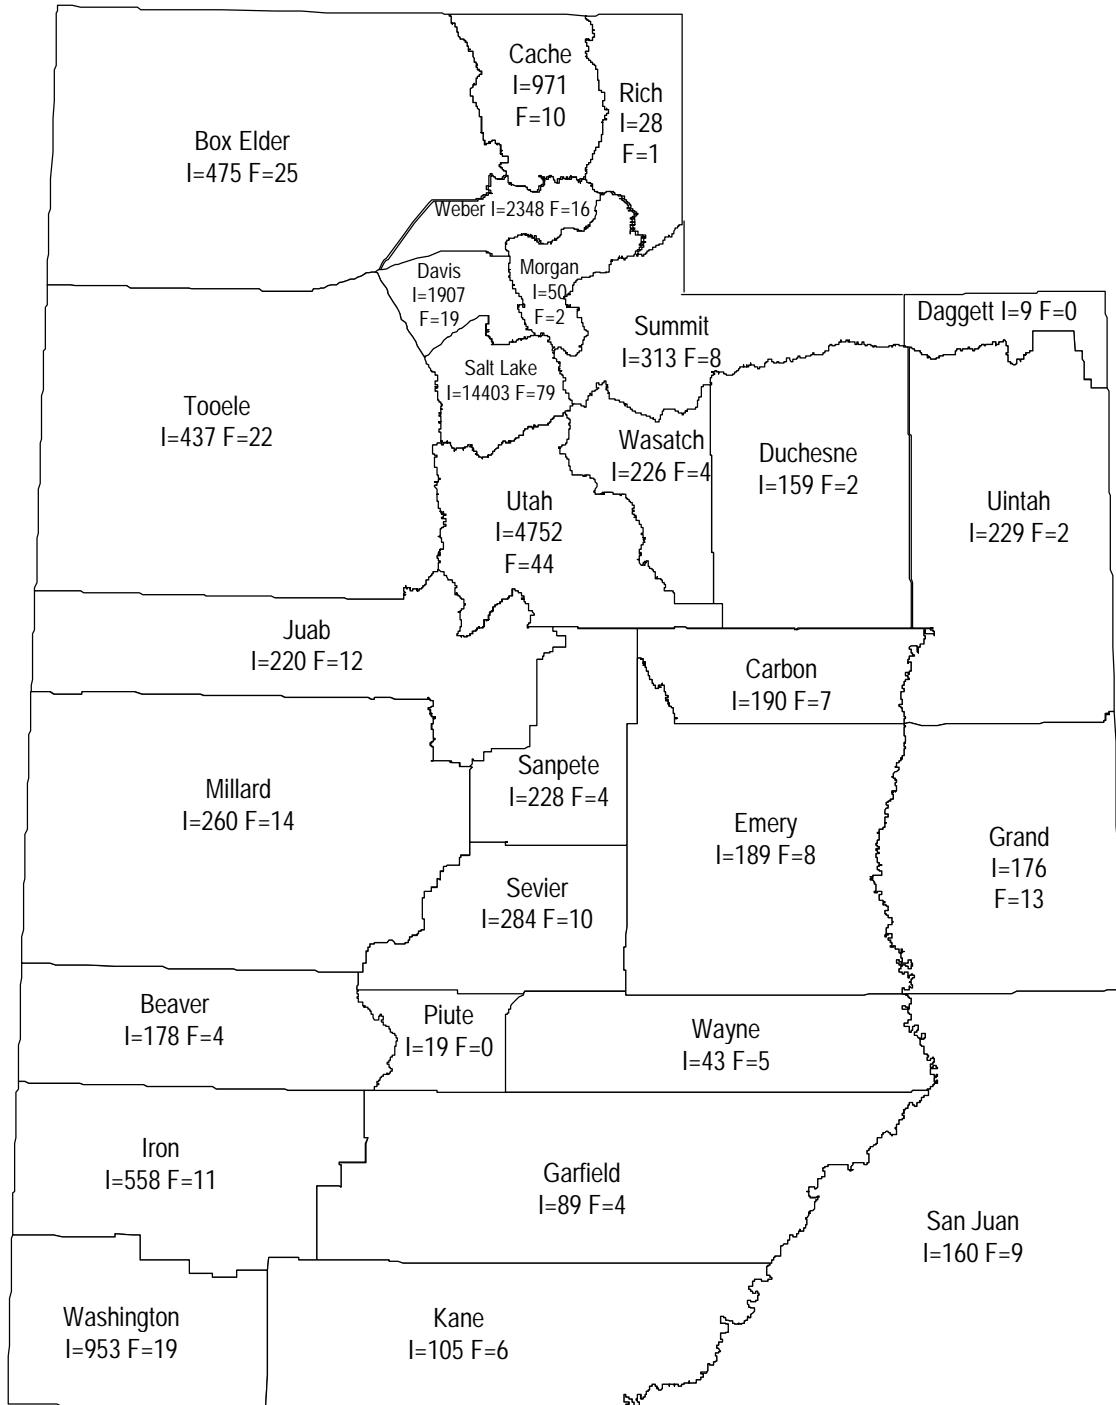 Cache
I=971
F=10
Rich
I=28
F=1
Box Elder
I=475 F=25
Weber I=2348 F=16
Davis
I=1907
F=19
Morgan
I=50
F=2
Summit
I=313 F=8
Daggett I=9 F=0
Salt Lake
I=14403 F=79
Tooele
I=437 F=22
Wasatch
I=226 F=4
Duchesne
I=159 F=2
Uintah
I=229 F=2
Utah
I=4752
F=44
Juab
I=220 F=12
Carbon
I=190 F=7
Sanpete
I=228 F=4
Millard
I=260 F=14
Emery
I=189 F=8
Grand
I=176
F=13
Sevier
I=284 F=10
Beaver
I=178 F=4
Piute
I=19 F=0
Wayne
I=43 F=5
Iron
I=558 F=11
Garfield
I=89 F=4
San Juan
I=160 F=9
Washington
I=953 F=19
Kane
I=105 F=6